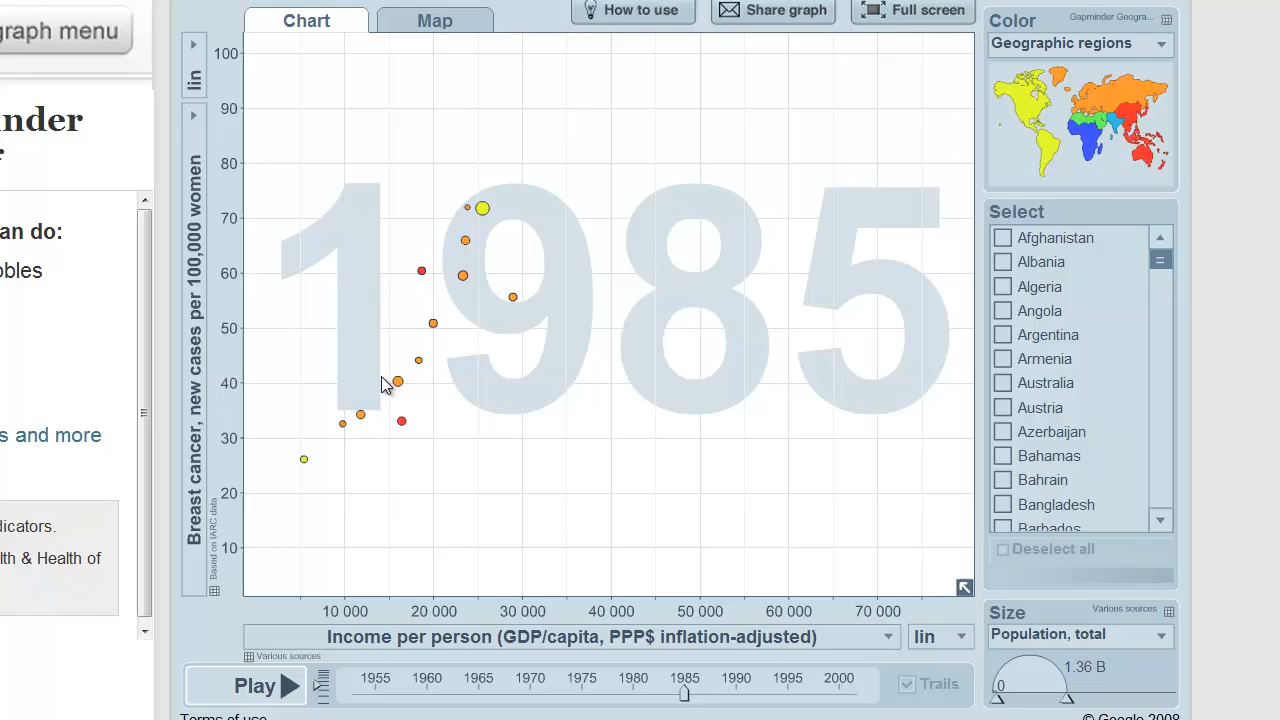 graph menu
nder
r
an do:
bbles
s and more
dicators.
lth & Health of
Chart
Map
How to use
Share graph
Full screen
lin
Breast cancer, new cases per 100,000 women
Based on IARC data
100
90
80
70
60
50
40
30
20
10
1985
10 000
20 000
30 000
40 000
50 000
60 000
70 000
Income per person (GDP/capita, PPP$ inflation-adjusted)
lin
Various sources
Play
1955
1960
1965
1970
1975
1980
1985
1990
1995
2000
Trails
Terms of use
Color
Gapminder Geogra...
Geographic regions
Select
Afghanistan
Albania
Algeria
Angola
Argentina
Armenia
Australia
Austria
Azerbaijan
Bahamas
Bahrain
Bangladesh
Barbados
Deselect all
Size
Various sources
Population, total
1.36 B
0
© Google 2008